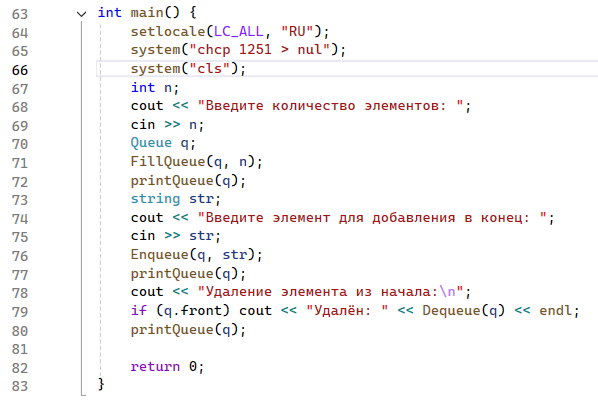 63 int main() {
64 setlocale(LC_ALL, "RU");
65 system("chcp 1251 > nul");
66 system("cls");
67 int n;
68 cout << "Введите количество элементов: ";
69 cin >> n;
70 Queue q;
71 FillQueue(q, n);
72 printQueue(q);
73 string str;
74 cout << "Введите элемент для добавления в конец: ";
75 cin >> str;
76 Enqueue(q, str);
77 printQueue(q);
78 cout << "Удаление элемента из начала:\n";
79 if (q.front) cout << "Удалён: " << Dequeue(q) << endl;
80 printQueue(q);
81
82 return 0;
83 }